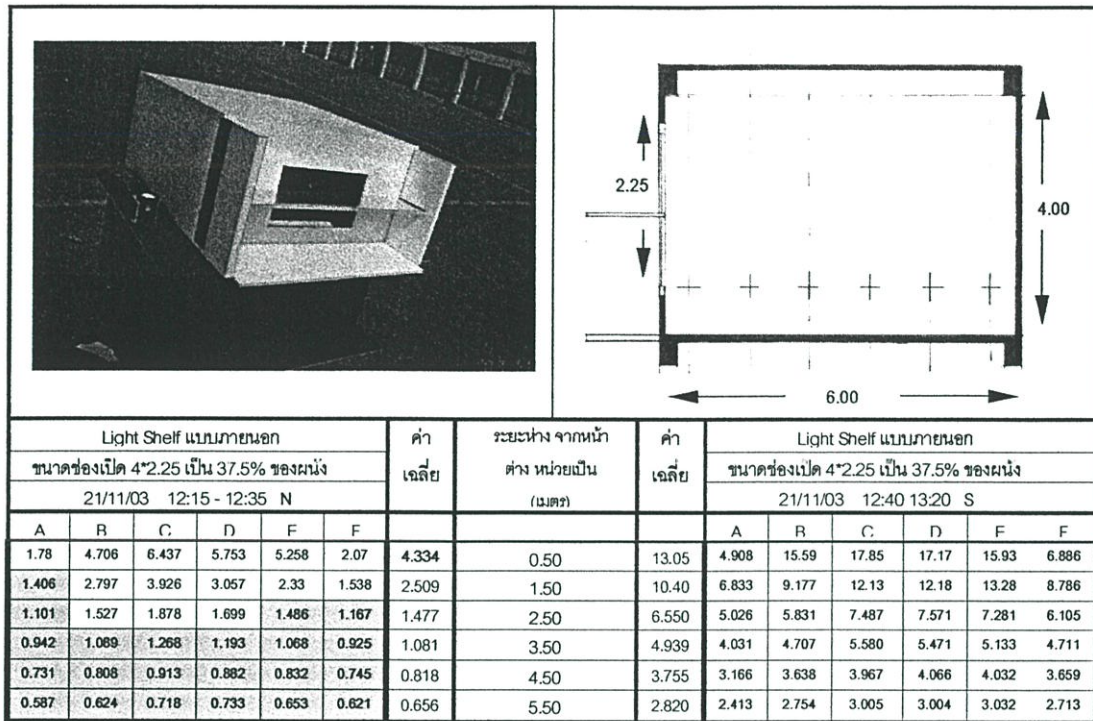 2.25
4.00
6.00
Light Shelf แบบภายนอก
ขนาดช่องเปิด 4*2.25 เป็น 37.5% ของผนัง
21/11/03 12:15 - 12:35 N
ค่า
เฉลี่ย
ระยะห่าง จากหน้า
ต่าง หน่วยเป็น
(เมตร)
ค่า
เฉลี่ย
Light Shelf แบบภายนอก
ขนาดช่องเปิด 4*2.25 เป็น 37.5% ของผนัง
21/11/03 12:40 13:20 S
A B C D E F A B C D E F
1.78 4.706 6.437 5.753 5.258 2.07 4.334 0.50 13.05 4.908 15.59 17.85 17.17 15.93 6.886
1.406 2.797 3.926 3.057 2.33 1.538 2.509 1.50 10.40 6.833 9.177 12.13 12.18 13.28 8.786
1.101 1.527 1.878 1.699 1.486 1.167 1.477 2.50 6.550 5.026 5.831 7.487 7.571 7.281 6.105
0.942 1.089 1.268 1.193 1.068 0.925 1.081 3.50 4.939 4.031 4.707 5.580 5.471 5.133 4.711
0.731 0.808 0.913 0.882 0.832 0.745 0.818 4.50 3.755 3.166 3.638 3.967 4.066 4.032 3.659
0.587 0.624 0.718 0.733 0.653 0.621 0.656 5.50 2.820 2.413 2.754 3.005 3.004 3.032 2.713